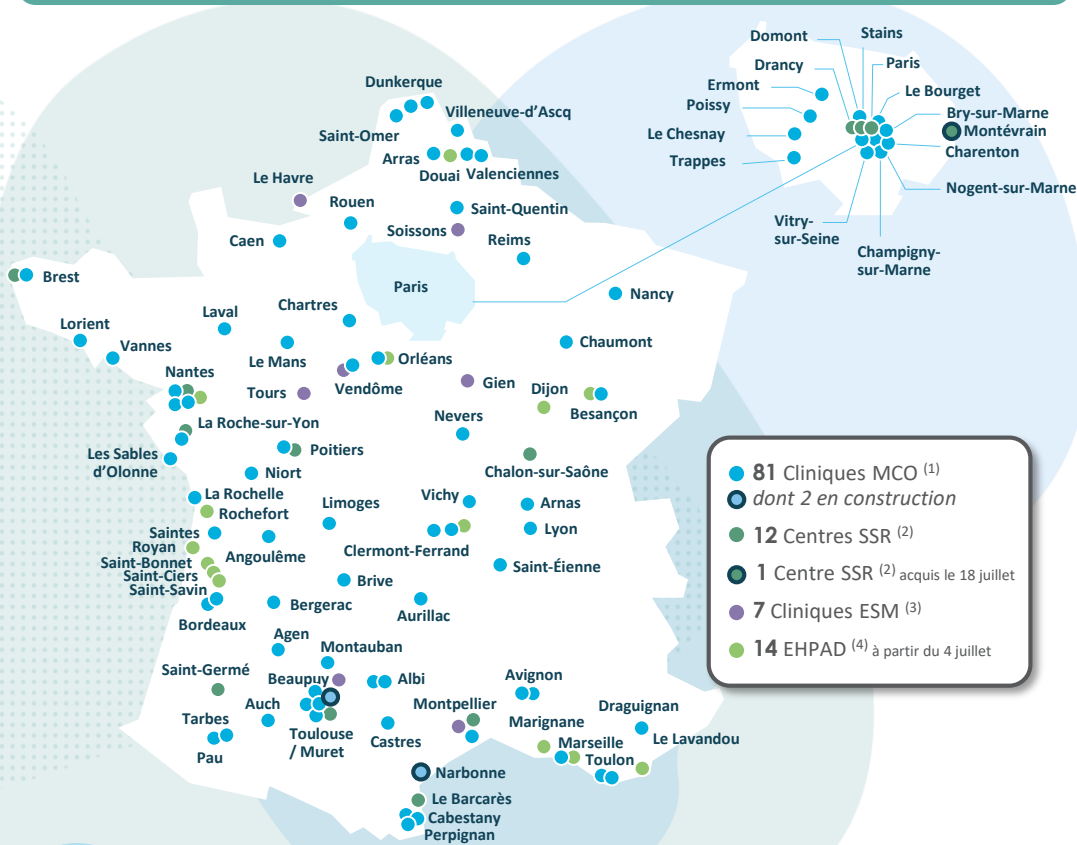 Domont
Stains
Drancy
Paris
Ermont
Le Bourget
Poissy
Bry-sur-Marne
Le Chesnay
Montévrain
Trappes
Charenton
Nogent-sur-Marne
Vitry-
sur-Seine
Champigny-
sur-Marne
Dunkerque
Villeneuve-d’Ascq
Saint-Omer
Arras
Douai
Valenciennes
Le Havre
Rouen
Saint-Quentin
Caen
Soissons
Reims
Brest
Paris
Nancy
Chartres
Laval
Lorient
Vannes
Le Mans
Orléans
Chaumont
Nantes
Tours
Vendôme
Gien
Dijon
Besançon
La Roche-sur-Yon
Nevers
Poitiers
Les Sables
d’Olonne
Chalon-sur-Saône
Niort
La Rochelle
Rochefort
Limoges
Vichy
Arnas
Saintes
Lyon
Royan
Angoulême
Clermont-Ferrand
Saint-Bonnet
Saint-Ciers
Saint-Étienne
Saint-Savin
Brive
Bordeaux
Bergerac
Aurillac
Agen
Montauban
Saint-Germé
Beaupuy
Albi
Avignon
Auch
Montpellier
Draguignan
Tarbes
Marignane
Pau
Toulouse
/ Muret
Castres
Marseille
Le Lavandou
Toulon
Narbonne
Le Barcarès
Cabestany
Perpignan
81 Cliniques MCO (1)
dont 2 en construction
12 Centres SSR (2)
1 Centre SSR (2) acquis le 18 juillet
7 Cliniques ESM (3)
14 EHPAD (4) à partir du 4 juillet